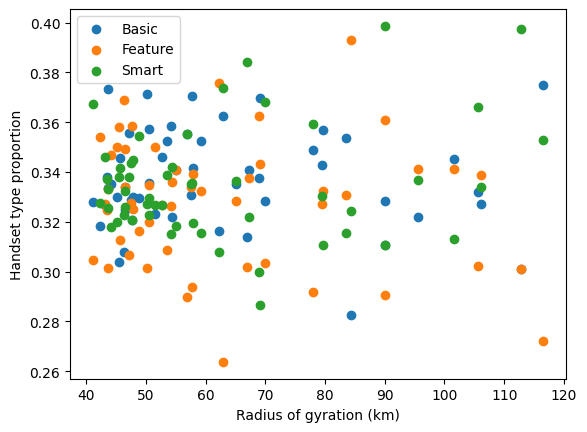 Basic
Feature
Smart
0.40
0.38
0.36
0.34
0.32
0.30
0.28
0.26
Handset type proportion
40 50 60 70 80 90 100 110 120
Radius of gyration (km)